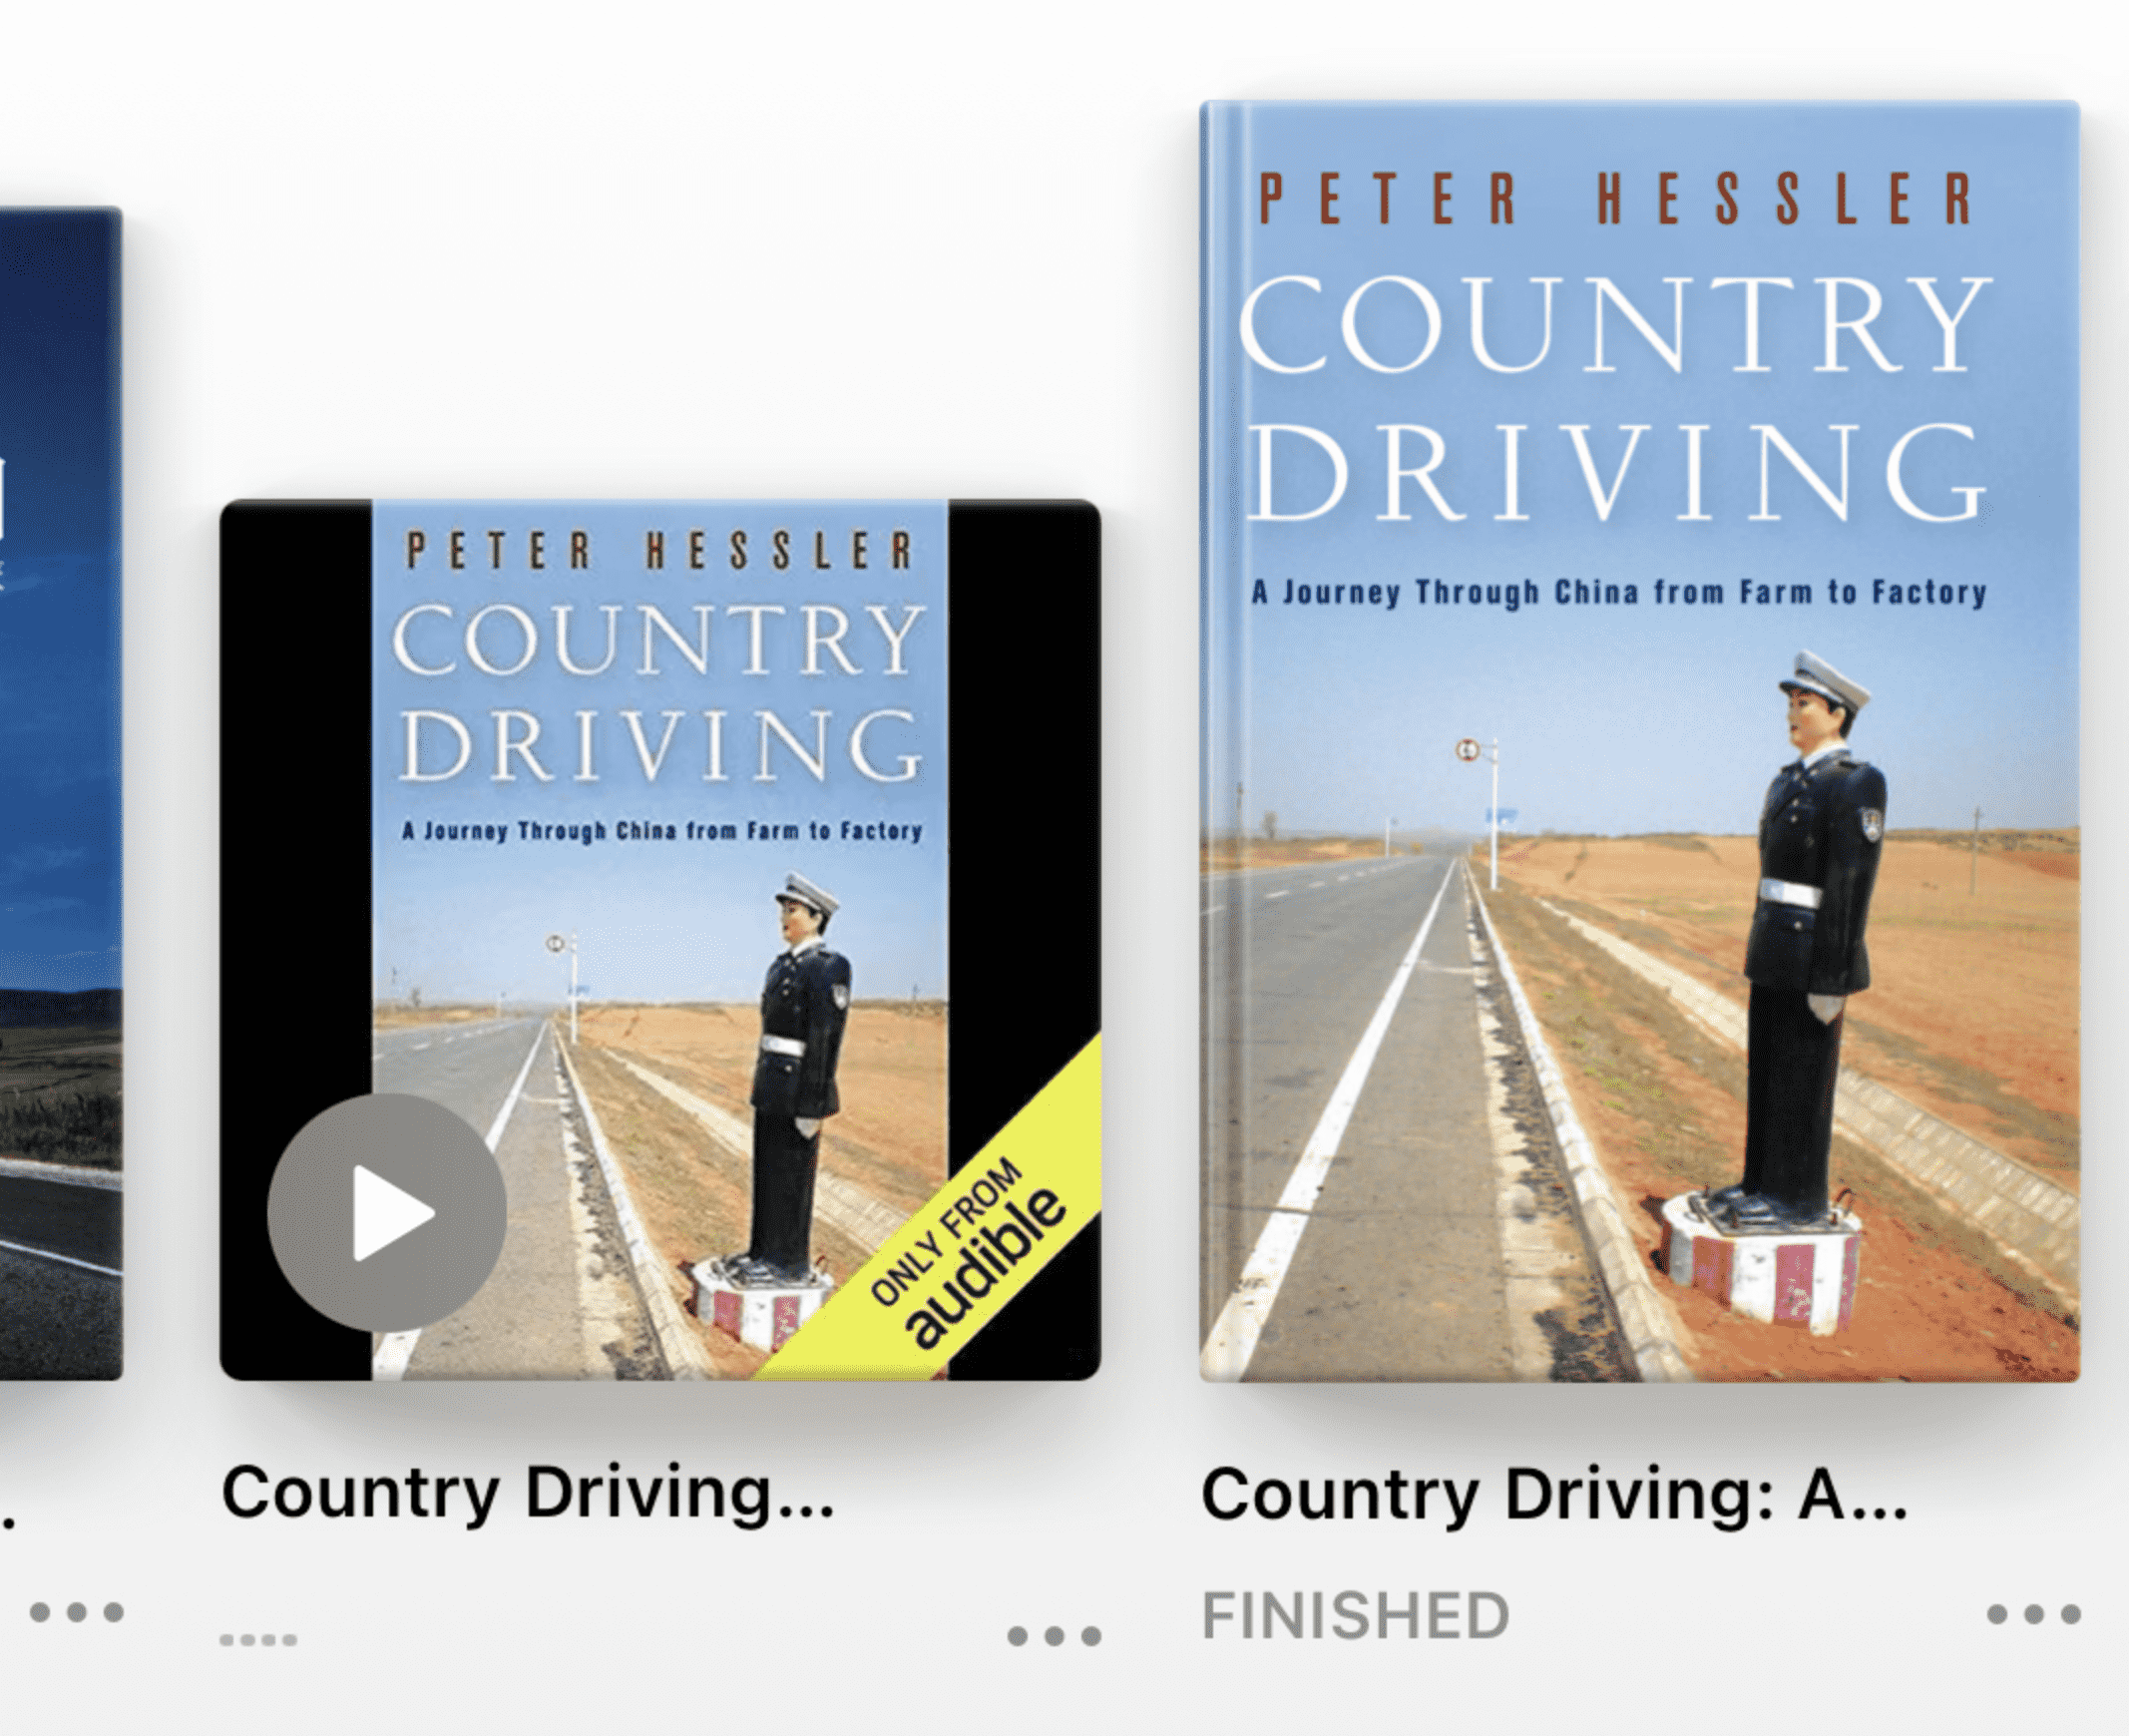 PETER HESSLER
COUNTRY
DRIVING
A Journey Through China from Farm to Factory
ONLY FROM
audible
Country Driving...
PETER HESSLER
COUNTRY
DRIVING
A Journey Through China from Farm to Factory
Country Driving: A...
FINISHED